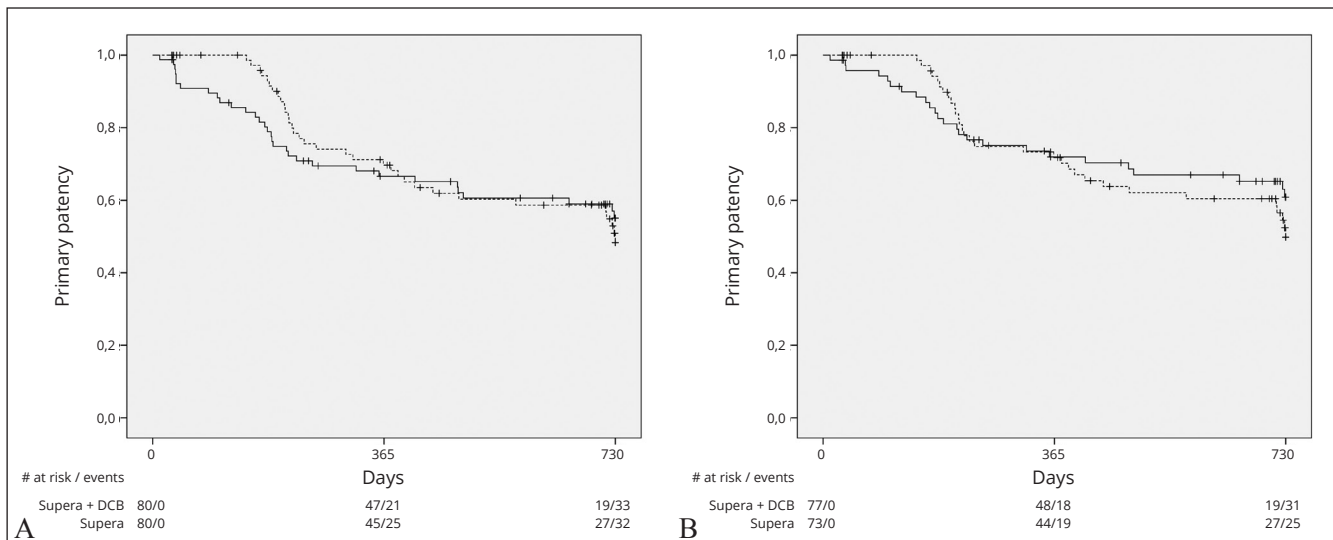 1,0
0,8
0,6
0,4
0,2
0,0
Primary patency
0 365 730
Days
# at risk / events
Supera + DCB 80/0 47/21 19/33
Supera 80/0 45/25 27/32
A
1,0
0,8
0,6
0,4
0,2
0,0
Primary patency
0 365 730
Days
# at risk / events
Supera + DCB 77/0 48/18 19/31
Supera 73/0 44/19 27/25
B